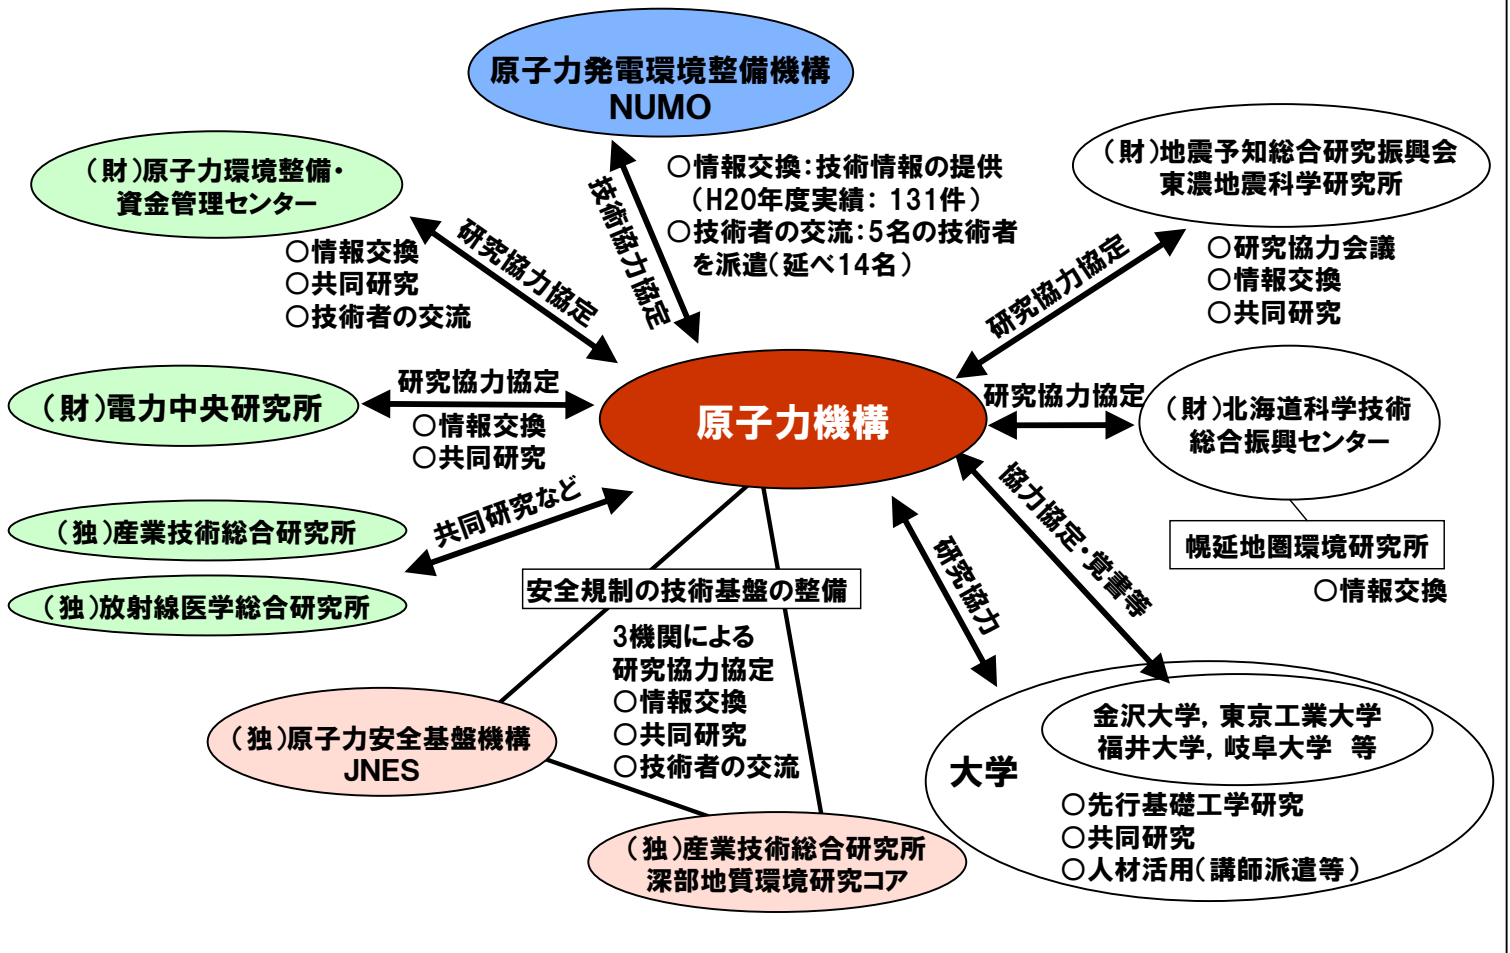 原子力発電環境整備機構
NUMO
（財）原子力環境整備・
資金管理センター
○情報交換
○共同研究
○技術者の交流
研究協力協定
技術協力協定
○情報交換：技術情報の提供
（H20年度実績： 131件）
○技術者の交流：5名の技術者
を派遣（延べ14名）
（財）地震予知総合研究振興会
東濃地震科学研究所
○研究協力会議
○情報交換
○共同研究
研究協力協定
（財）電力中央研究所
研究協力協定
○情報交換
○共同研究
原子力機構
研究協力協定
（財）北海道科学技術
総合振興センター
幌延地圏環境研究所
○情報交換
（独）産業技術総合研究所
（独）放射線医学総合研究所
共同研究など
安全規制の技術基盤の整備
3機関による
研究協力協定
○情報交換
○共同研究
○技術者の交流
（独）原子力安全基盤機構
JNES
（独）産業技術総合研究所
深部地質環境研究コア
研究協力
協力協定・覚書等
大学
金沢大学，東京工業大学
福井大学，岐阜大学 等
○先行基礎工学研究
○共同研究
○人材活用（講師派遣等）